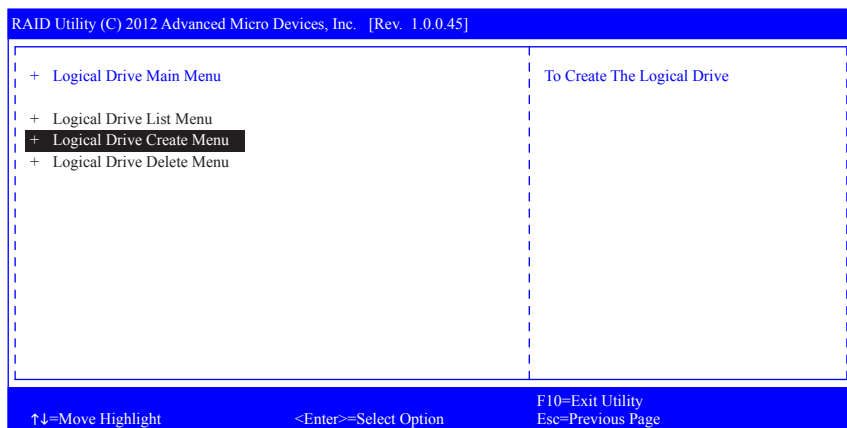 RAID Utility (C) 2012 Advanced Micro Devices, Inc. [Rev. 1.0.0.45]
+ Logical Drive Main Menu
To Create The Logical Drive
+ Logical Drive List Menu
+ Logical Drive Create Menu
+ Logical Drive Delete Menu
F10=Exit Utility
↑↓=Move Highlight <Enter>=Select Option Esc=Previous Page